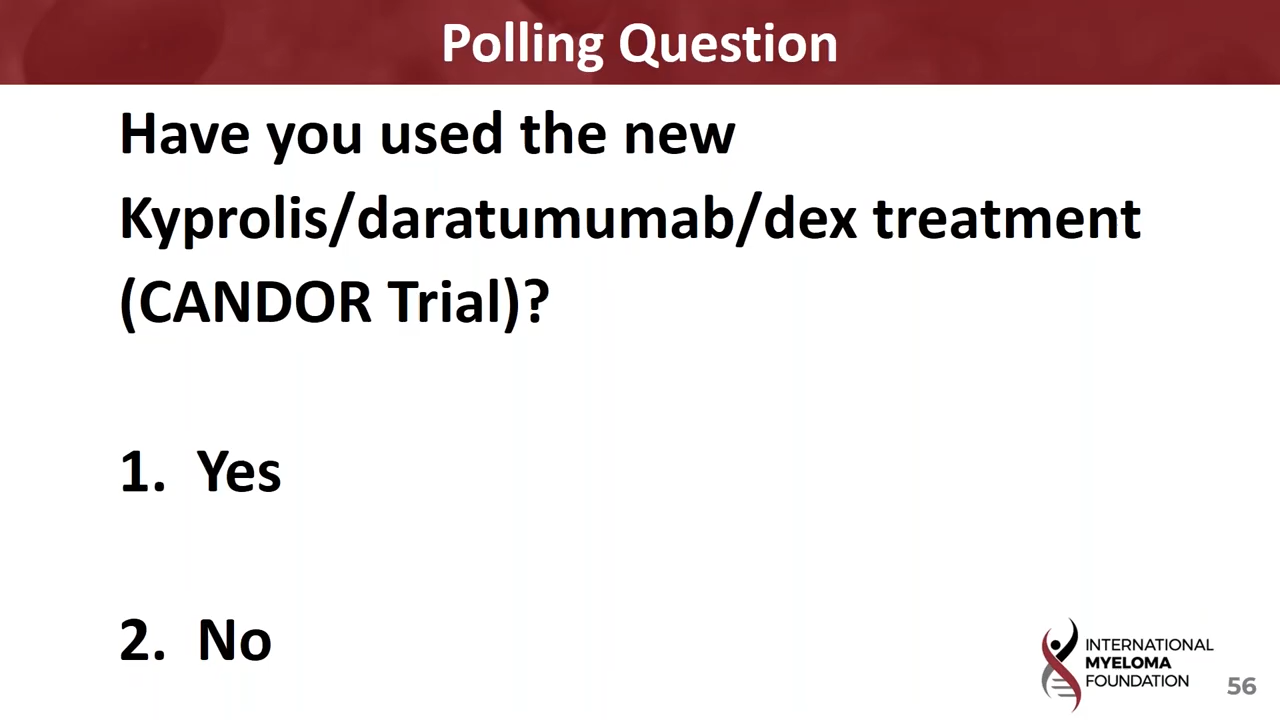 Polling Question
Have you used the new
Kyprolis/daratumumab/dex treatment
(CANDOR Trial)?
1. Yes
2. No
INTERNATIONAL
MYELOMA
FOUNDATION
56